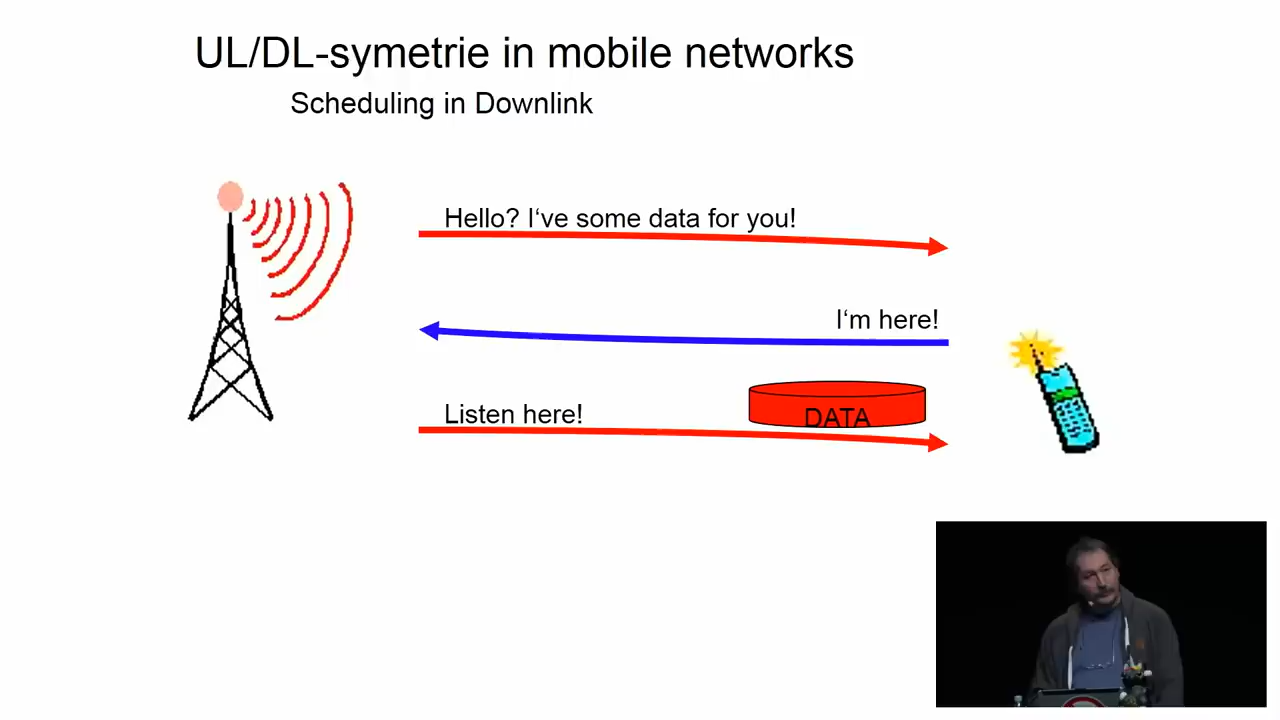 UL/DL-symetrie in mobile networks
Scheduling in Downlink
Hello? I‘ve some data for you!
I‘m here!
Listen here!
DATA